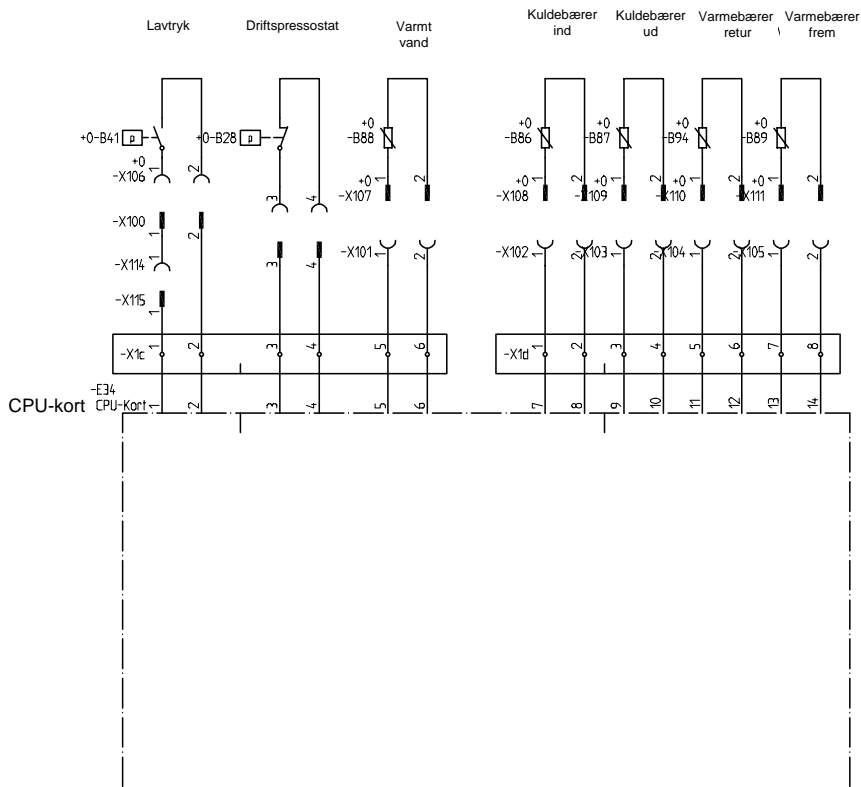 Lavtryk
Driftspressostat
Varmt
vand
Kuldebærer
ind
Kuldebærer
ud
Varmebærer
retur
Varmebærer
frem
+0-B41 p
+0-B28 p
+0
-B88
+0
-B86
+0
-B87
+0
-B94
+0
-B89
+0
-X106 1 2
3 4
+0
-X107 1 2
+0
-X108 1 2
+0
-X109 1 2
+0
-X110 1 2
+0
-X111 1 2
-X100 1 2
-X114 1
-X115 1
3 4
-X101 1 2
-X102 1 2
-X103 1 2
-X104 1 2
-X105 1 2
-X1c 1 2 3 4 5 6
-X1d 1 2 3 4 5 6 7 8
-E34
CPU-kort CPU-Kort 1 2 3 4 5 6 7 8 9 10 11 12 13 14